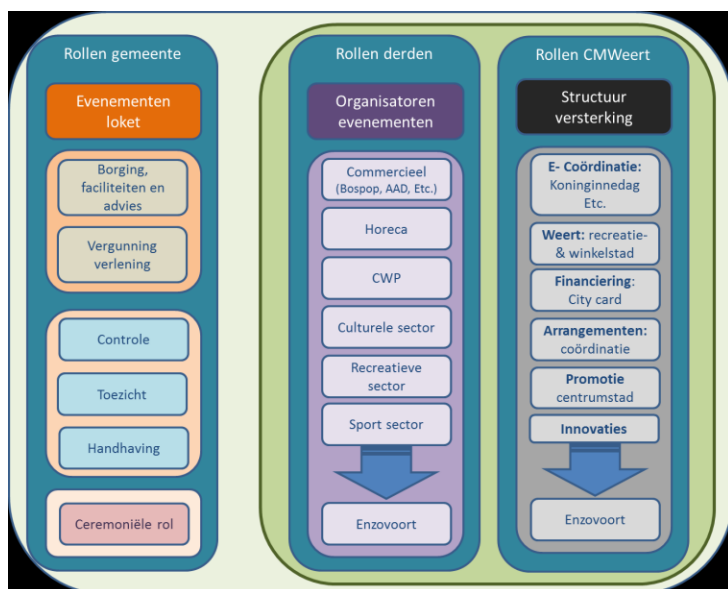 Rollen gemeente
Evenementen
loket
Borging,
faciliteiten en
advies
Vergunning
verlening
Controle
Toezicht
Handhaving
Ceremoniële rol
Rollen derden
Organisatoren
evenementen
Commercieel
(Bospop, AAD, Etc.)
Horeca
CWP
Culturele sector
Recreatieve
sector
Sport sector
Enzovoort
Rollen CMWeert
Structuur
versterking
E- Coördinatie:
Koninginnedag
Etc.
Weert: recreatie-
& winkelstad
Financiering:
City card
Arrangementen:
coördinatie
Promotie
centrumstad
Innovaties
Enzovoort